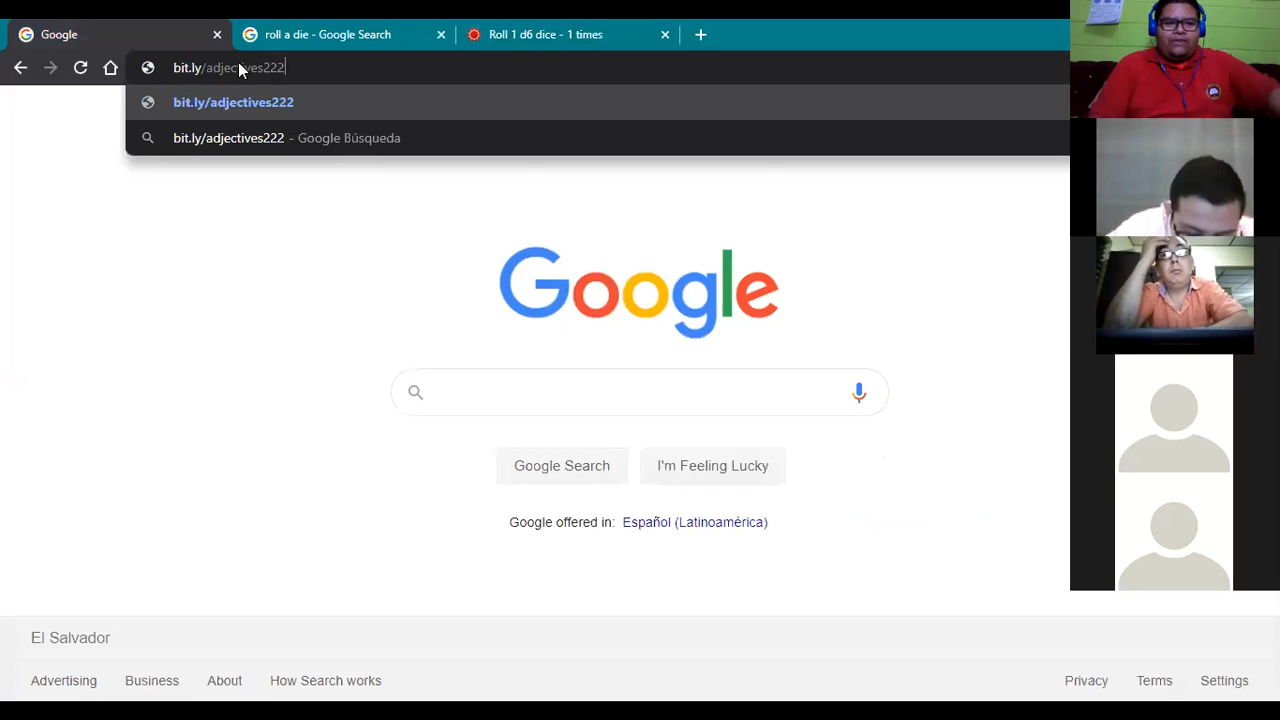 Google
roll a die - Google Search
Roll 1 d6 dice - 1 times
bit.ly/adjectives222
bit.ly/adjectives222
bit.ly/adjectives222 - Google Búsqueda
Google
Google Search
I'm Feeling Lucky
Google offered in: Español (Latinoamérica)
El Salvador
Advertising Business About How Search works Privacy Terms Settings